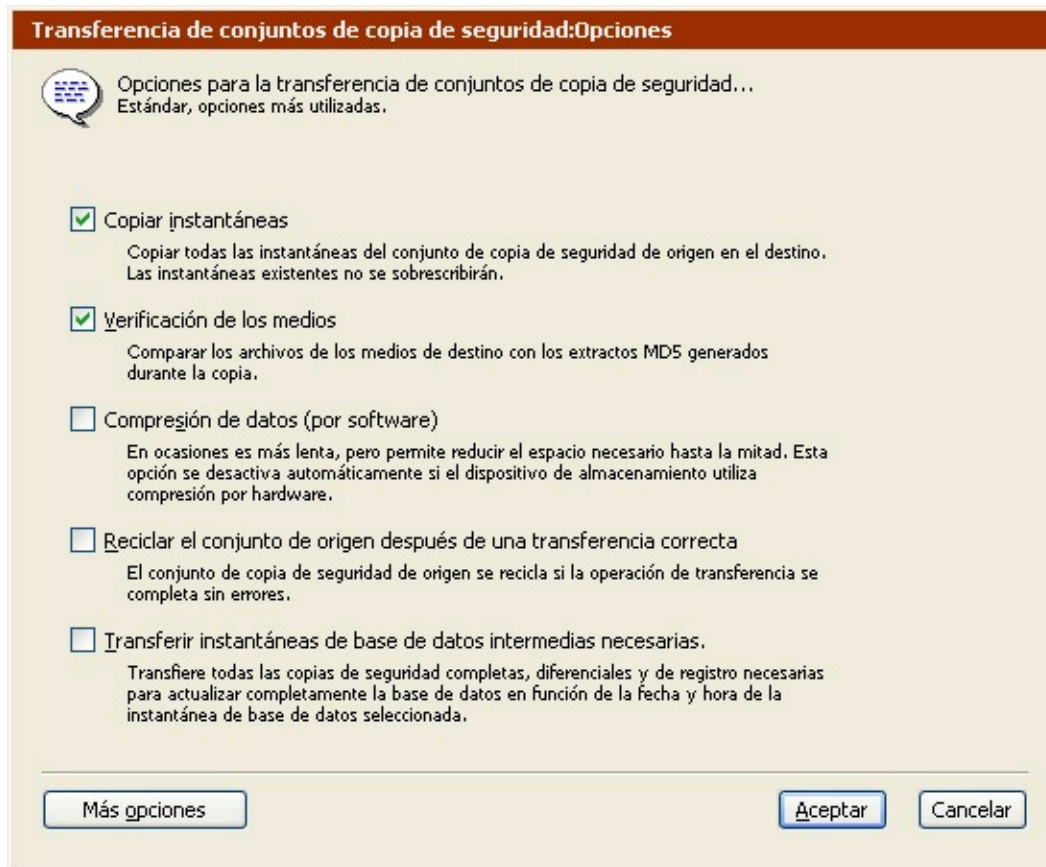 Transferencia de conjuntos de copia de seguridad:Opciones
Opciones para la transferencia de conjuntos de copia de seguridad...
Estándar, opciones más utilizadas.
Copiar instantáneas
Copiar todas las instantáneas del conjunto de copia de seguridad de origen en el destino.
Las instantáneas existentes no se sobrescribirán.
Verificación de los medios
Comparar los archivos de los medios de destino con los extractos MD5 generados
durante la copia.
Compresión de datos (por software)
En ocasiones es más lenta, pero permite reducir el espacio necesario hasta la mitad. Esta
opción se desactiva automáticamente si el dispositivo de almacenamiento utiliza
compresión por hardware.
Reciclar el conjunto de origen después de una transferencia correcta
El conjunto de copia de seguridad de origen se recicla si la operación de transferencia se
completa sin errores.
Transferir instantáneas de base de datos intermedias necesarias.
Transfiere todas las copias de seguridad completas, diferenciales y de registro necesarias
para actualizar completamente la base de datos en función de la fecha y hora de la
instantánea de base de datos seleccionada.
Más opciones
Aceptar
Cancelar